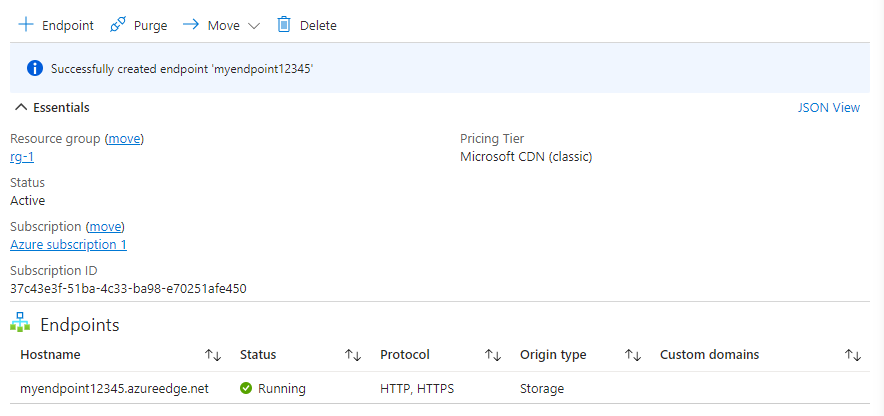 Endpoint Purge Move Delete
Successfully created endpoint 'myendpoint12345'
Essentials JSON View
Resource group (move) Pricing Tier
rg-1 Microsoft CDN (classic)
Status
Active
Subscription (move)
Azure subscription 1
Subscription ID
37c43e3f-51ba-4c33-ba98-e70251afe450
Endpoints
Hostname Status Protocol Origin type Custom domains
myendpoint12345.azureedge.net Running HTTP, HTTPS Storage